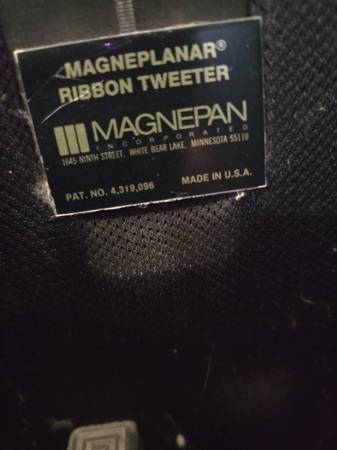 MAGNEPLANAR®
RIBBON TWEETER
MAGNEPAN
INCORPORATED
1645 NINTH STREET, WHITE BEAR LAKE, MINNESOTA 55110
PAT. NO. 4,319,096 MADE IN U.S.A.